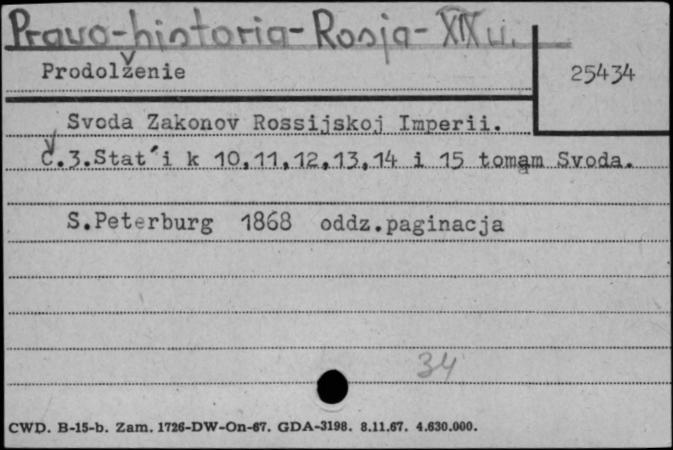 Prawo-historia-Rosja-XIX w.
Prodolženie
25434
Svoda Zakonov Rossijskoj Imperii.
Č.3.Stat´i k 10,11,12,13,14 i 15 tomam Svoda.
S.Peterburg 1868 oddz.paginacja
34
CWD. B-15-b. Zam. 1726-DW-On-67. GDA-3198. 8.11.67. 4.630.000.